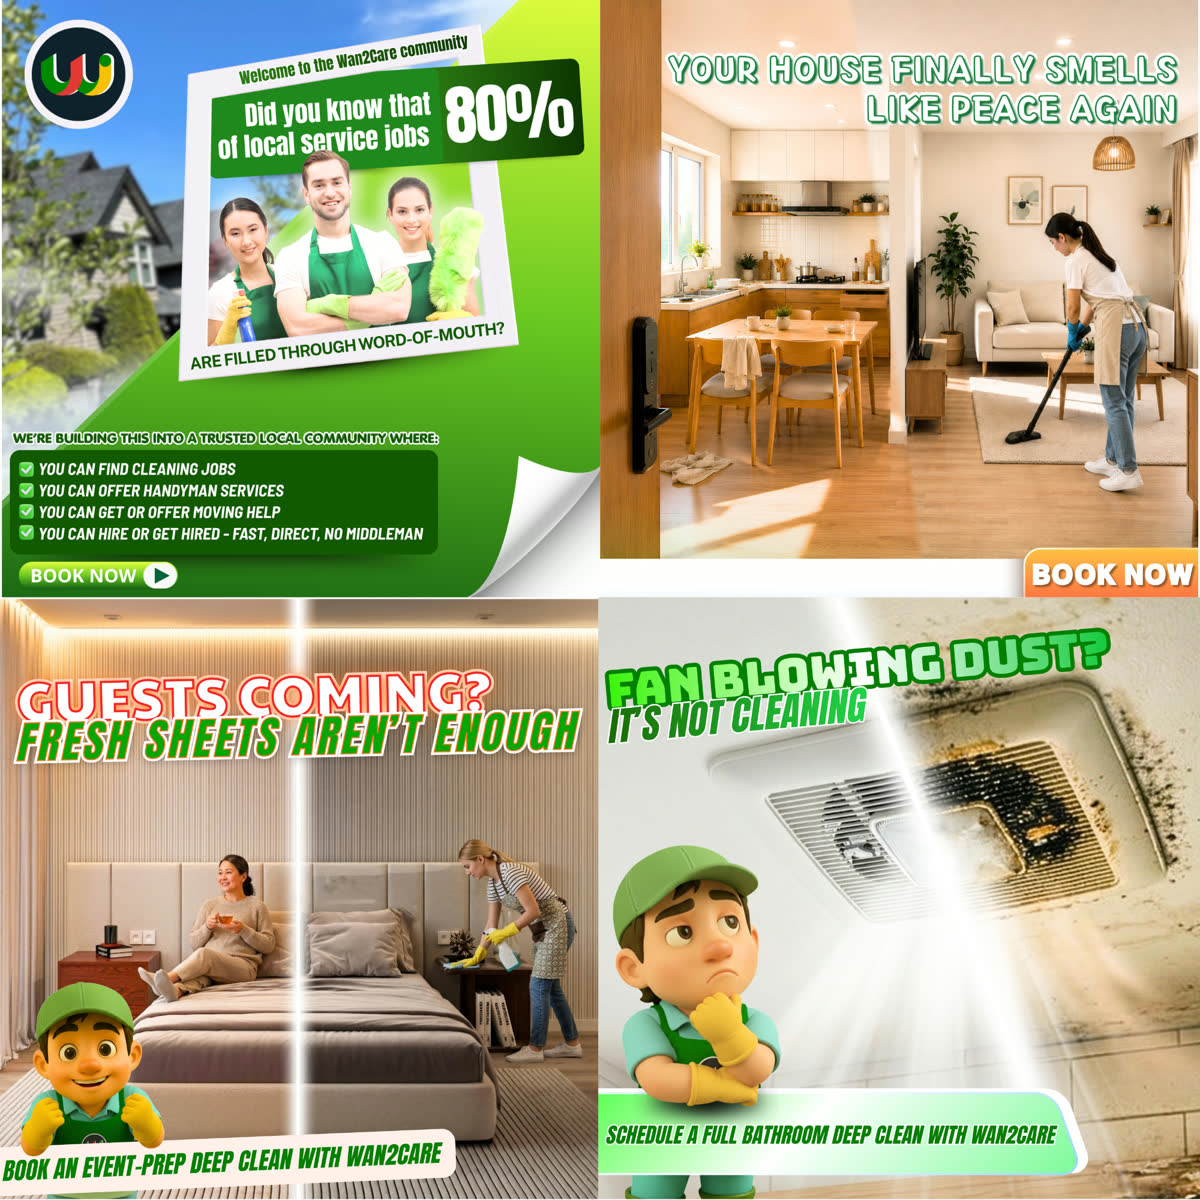 Welcome to the Wan2Care community
Did you know that
of local service jobs
80%
ARE FILLED THROUGH WORD-OF-MOUTH?
WE'RE BUILDING THIS INTO A TRUSTED LOCAL COMMUNITY WHERE:
YOU CAN FIND CLEANING JOBS
YOU CAN OFFER HANDYMAN SERVICES
YOU CAN GET OR OFFER MOVING HELP
YOU CAN HIRE OR GET HIRED - FAST, DIRECT, NO MIDDLEMAN
BOOK NOW
YOUR HOUSE FINALLY SMELLS
LIKE PEACE AGAIN
BOOK NOW
GUESTS COMING?
FRESH SHEETS AREN'T ENOUGH
BOOK AN EVENT-PREP DEEP CLEAN WITH WAN2CARE
FAN BLOWING DUST?
IT'S NOT CLEANING
SCHEDULE A FULL BATHROOM DEEP CLEAN WITH WAN2CARE